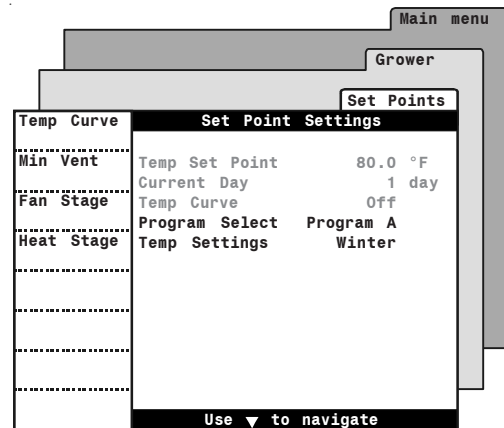 Main menu
Grower
Set Points
Temp Curve
Min Vent
Fan Stage
Heat Stage
Set Point Settings
Temp Set Point 80.0 °F
Current Day 1 day
Temp Curve Off
Program Select Program A
Temp Settings Winter
Use ▼ to navigate